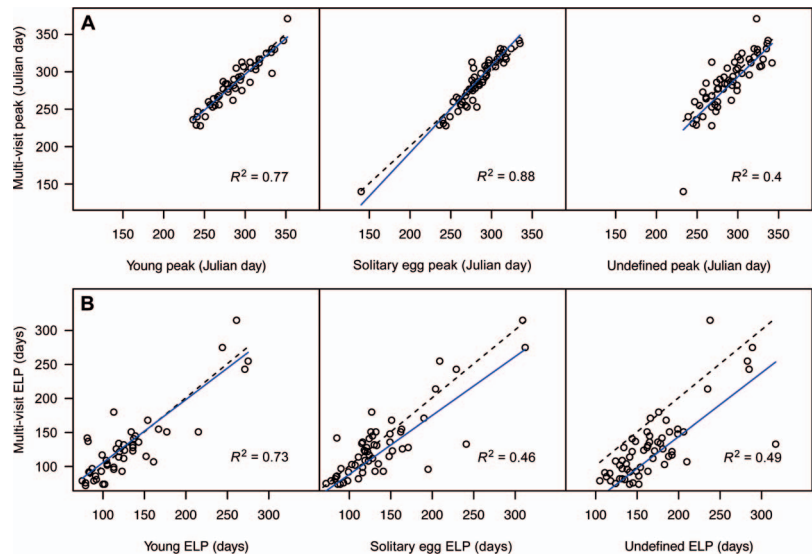 A
Multi-visit peak (Julian day)
350
300
250
200
150
R² = 0.77
R² = 0.88
R² = 0.4
150 200 250 300 350
150 200 250 300 350
150 200 250 300 350
Young peak (Julian day)
Solitary egg peak (Julian day)
Undefined peak (Julian day)
B
Multi-visit ELP (days)
300
250
200
150
100
R² = 0.73
R² = 0.46
R² = 0.49
100 150 200 250 300
100 150 200 250 300
100 150 200 250 300
Young ELP (days)
Solitary egg ELP (days)
Undefined ELP (days)